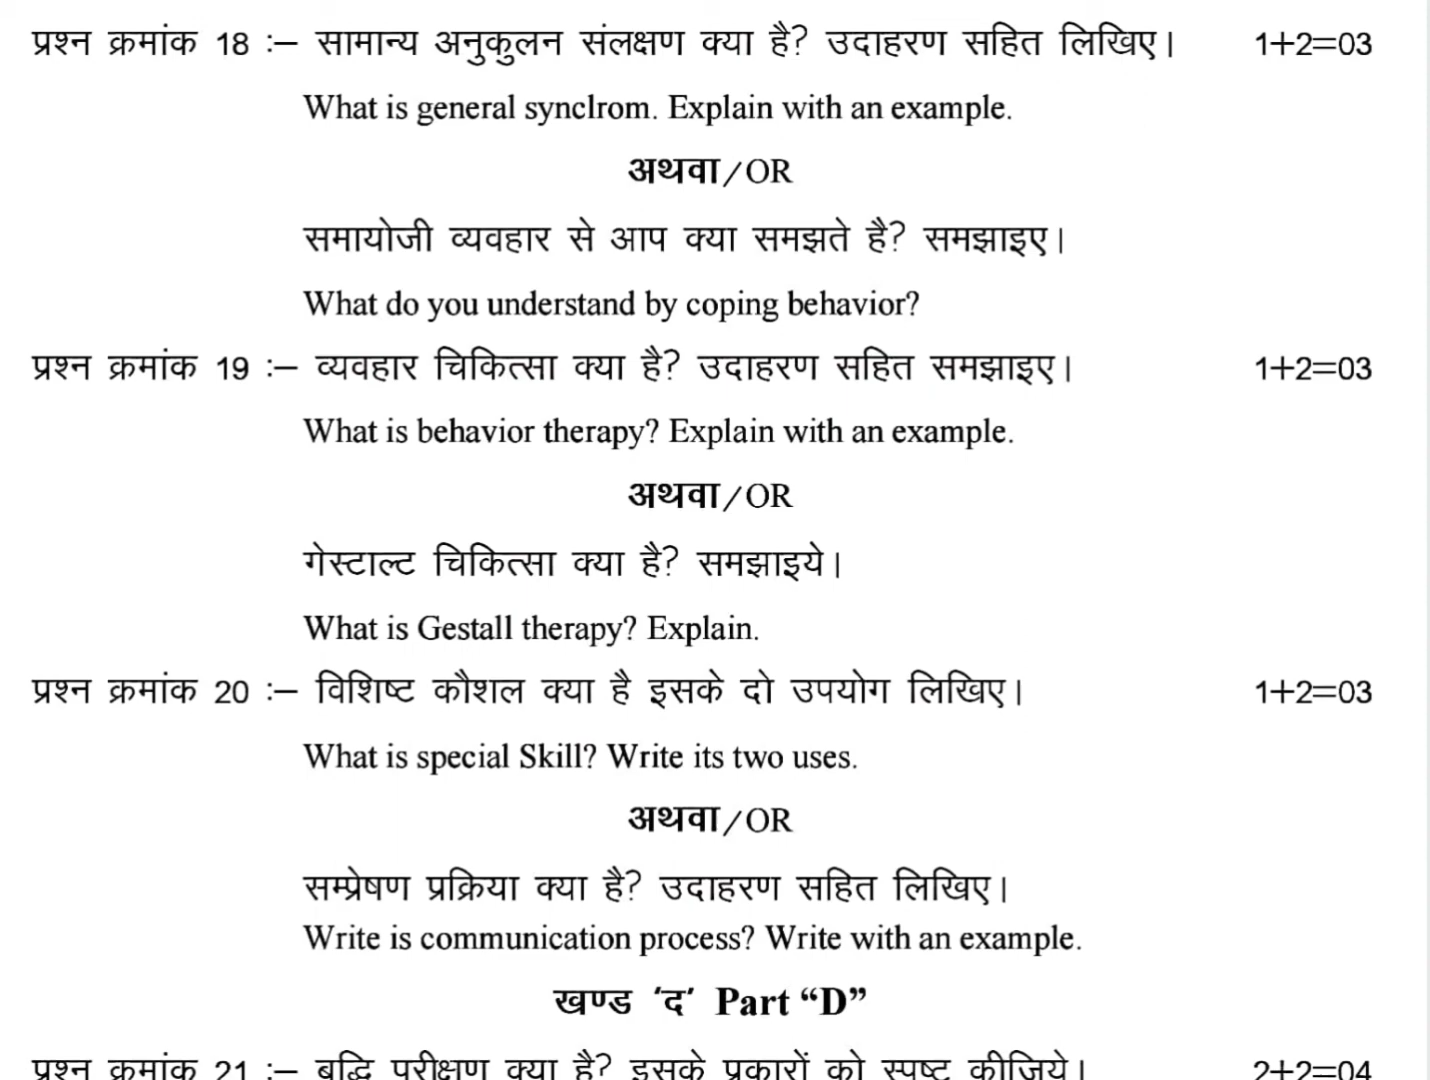 प्रश्न क्रमांक 18 :– सामान्य अनुकुलन संलक्षण क्या है? उदाहरण सहित लिखिए। 1+2=03
What is general synclrom. Explain with an example.
अथवा/OR
समायोजी व्यवहार से आप क्या समझते है? समझाइए।
What do you understand by coping behavior?
प्रश्न क्रमांक 19 :– व्यवहार चिकित्सा क्या है? उदाहरण सहित समझाइए। 1+2=03
What is behavior therapy? Explain with an example.
अथवा/OR
गेस्टाल्ट चिकित्सा क्या है? समझाइये।
What is Gestall therapy? Explain.
प्रश्न क्रमांक 20 :– विशिष्ट कौशल क्या है इसके दो उपयोग लिखिए। 1+2=03
What is special Skill? Write its two uses.
अथवा/OR
सम्प्रेषण प्रक्रिया क्या है? उदाहरण सहित लिखिए।
Write is communication process? Write with an example.
खण्ड ‘द’ Part “D”
प्रश्न क्रमांक 21 :– बुद्धि परीक्षण क्या है? इसके प्रकारों को स्पष्ट कीजिये। 2+2=04